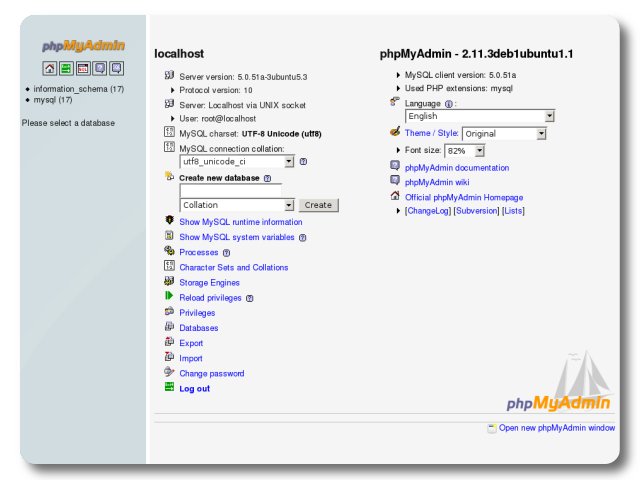 phpMyAdmin
information_schema (17)
mysql (17)
Please select a database
localhost
Server version: 5.0.51a-3ubuntu5.3
Protocol version: 10
Server: Localhost via UNIX socket
User: root@localhost
MySQL charset: UTF-8 Unicode (utf8)
MySQL connection collation:
utf8_unicode_ci
Create new database
Collation Create
Show MySQL runtime information
Show MySQL system variables
Processes
Character Sets and Collations
Storage Engines
Reload privileges
Privileges
Databases
Export
Import
Change password
Log out
phpMyAdmin - 2.11.3deb1ubuntu1.1
MySQL client version: 5.0.51a
Used PHP extensions: mysql
Language :
English
Theme / Style: Original
Font size: 82%
phpMyAdmin documentation
phpMyAdmin wiki
Official phpMyAdmin Homepage
[ChangeLog] [Subversion] [Lists]
phpMyAdmin
Open new phpMyAdmin window